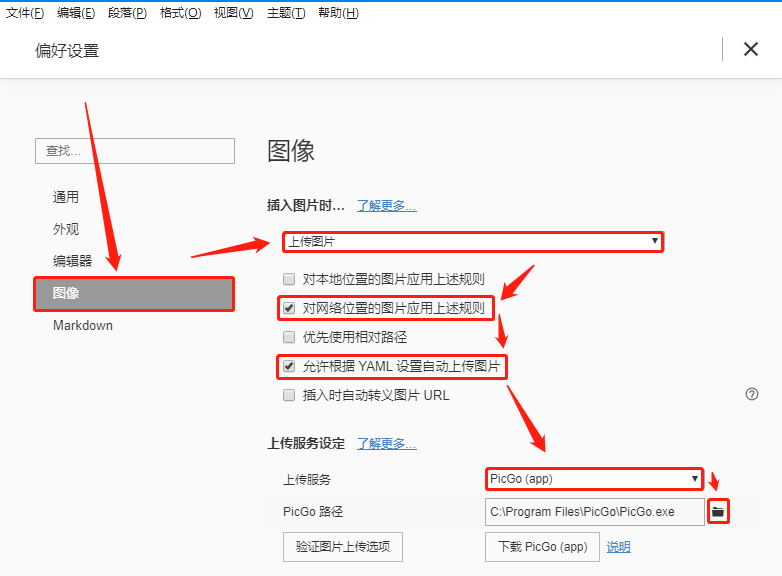 文件(F) 编辑(E) 段落(P) 格式(O) 视图(V) 主题(T) 帮助(H)
偏好设置
查找...
通用
外观
编辑器
图像
Markdown
图像
插入图片时... 了解更多...
上传图片
对本地位置的图片应用上述规则
对网络位置的图片应用上述规则
优先使用相对路径
允许根据 YAML 设置自动上传图片
插入时自动转义图片 URL
上传服务设定 了解更多...
上传服务 PicGo (app)
PicGo 路径 C:\Program Files\PicGo\PicGo.exe
验证图片上传选项 下载 PicGo (app) 说明